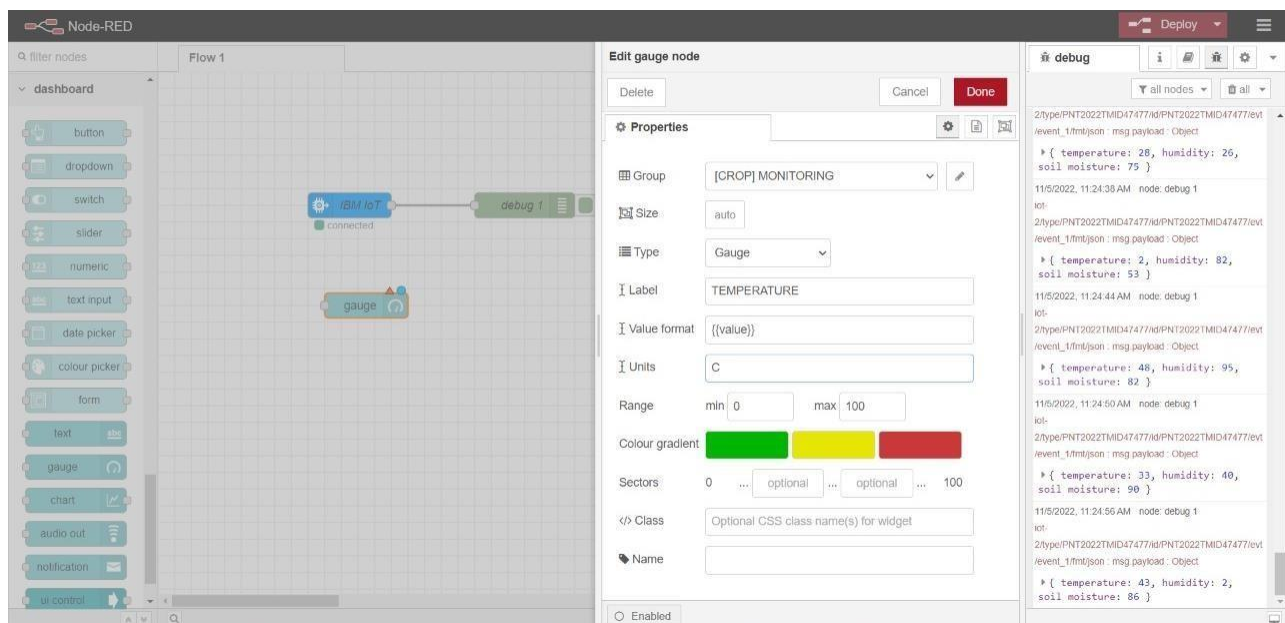 Node-RED
Deploy
filter nodes
Flow 1
dashboard
button
dropdown
switch
slider
numeric
text input
date picker
colour picker
form
text
gauge
chart
audio out
notification
ui control
IBM IoT
connected
debug 1
gauge
Edit gauge node
Delete
Cancel
Done
Properties
Group
[CROP] MONITORING
Size
auto
Type
Gauge
Label
TEMPERATURE
Value format
{{value}}
Units
C
Range
min 0
max 100
Colour gradient
Sectors
0 ... optional ... optional ... 100
</> Class
Optional CSS class name(s) for widget
Name
Enabled
debug
all nodes
all
2/type/PNT2022TMID47477/id/PNT2022TMID47477/evt
/event_1/fmt/json : msg.payload : Object
{ temperature: 28, humidity: 26,
soil moisture: 75 }
11/5/2022, 11:24:38 AM node: debug 1
iot-
2/type/PNT2022TMID47477/id/PNT2022TMID47477/evt
/event_1/fmt/json : msg.payload : Object
{ temperature: 2, humidity: 82,
soil moisture: 53 }
11/5/2022, 11:24:44 AM node: debug 1
iot-
2/type/PNT2022TMID47477/id/PNT2022TMID47477/evt
/event_1/fmt/json : msg.payload : Object
{ temperature: 48, humidity: 95,
soil moisture: 82 }
11/5/2022, 11:24:50 AM node: debug 1
iot-
2/type/PNT2022TMID47477/id/PNT2022TMID47477/evt
/event_1/fmt/json : msg.payload : Object
{ temperature: 33, humidity: 40,
soil moisture: 90 }
11/5/2022, 11:24:56 AM node: debug 1
iot-
2/type/PNT2022TMID47477/id/PNT2022TMID47477/evt
/event_1/fmt/json : msg.payload : Object
{ temperature: 43, humidity: 2,
soil moisture: 86 }